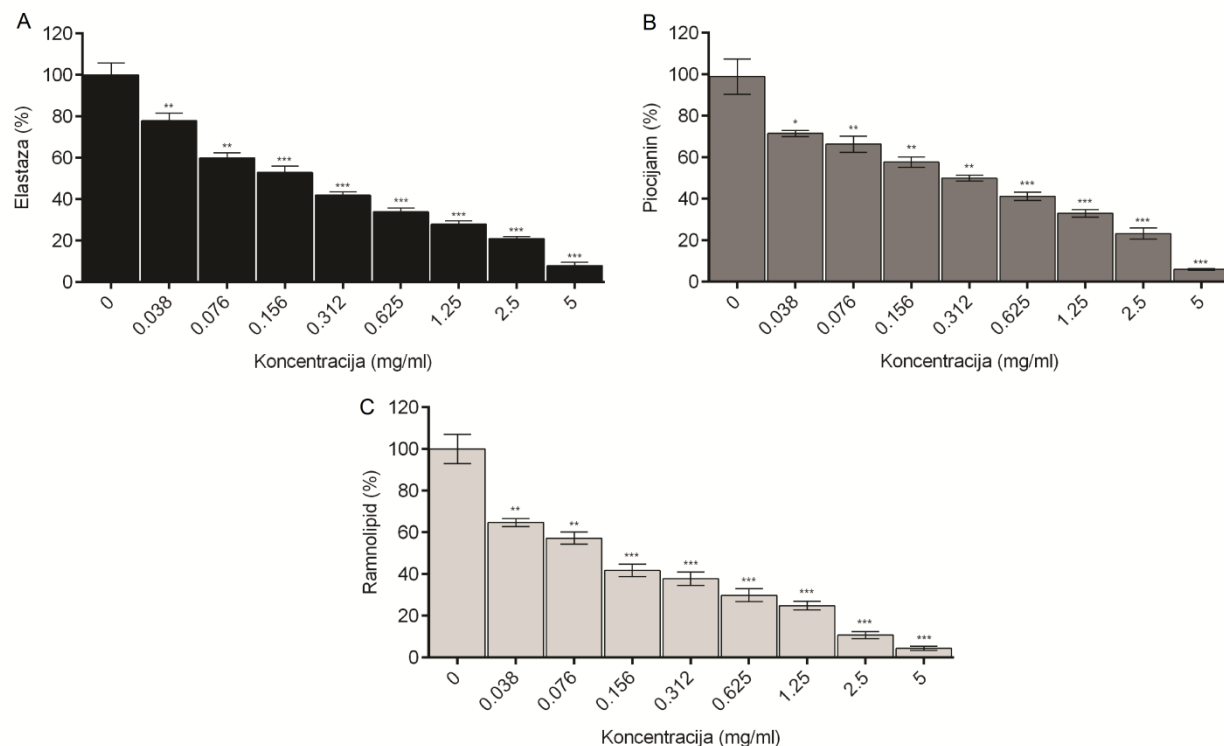 A
Elastaza (%)
120
100
80
60
40
20
0
** ** *** *** *** *** *** ***
0 0.038 0.076 0.156 0.312 0.625 1.25 2.5 5
Koncentracija (mg/ml)
B
Piocijanin (%)
120
100
80
60
40
20
0
* ** ** ** *** *** *** ***
0 0.038 0.076 0.156 0.312 0.625 1.25 2.5 5
Koncentracija (mg/ml)
C
Ramnolipid (%)
120
100
80
60
40
20
0
** ** *** *** *** *** *** ***
0 0.038 0.076 0.156 0.312 0.625 1.25 2.5 5
Koncentracija (mg/ml)